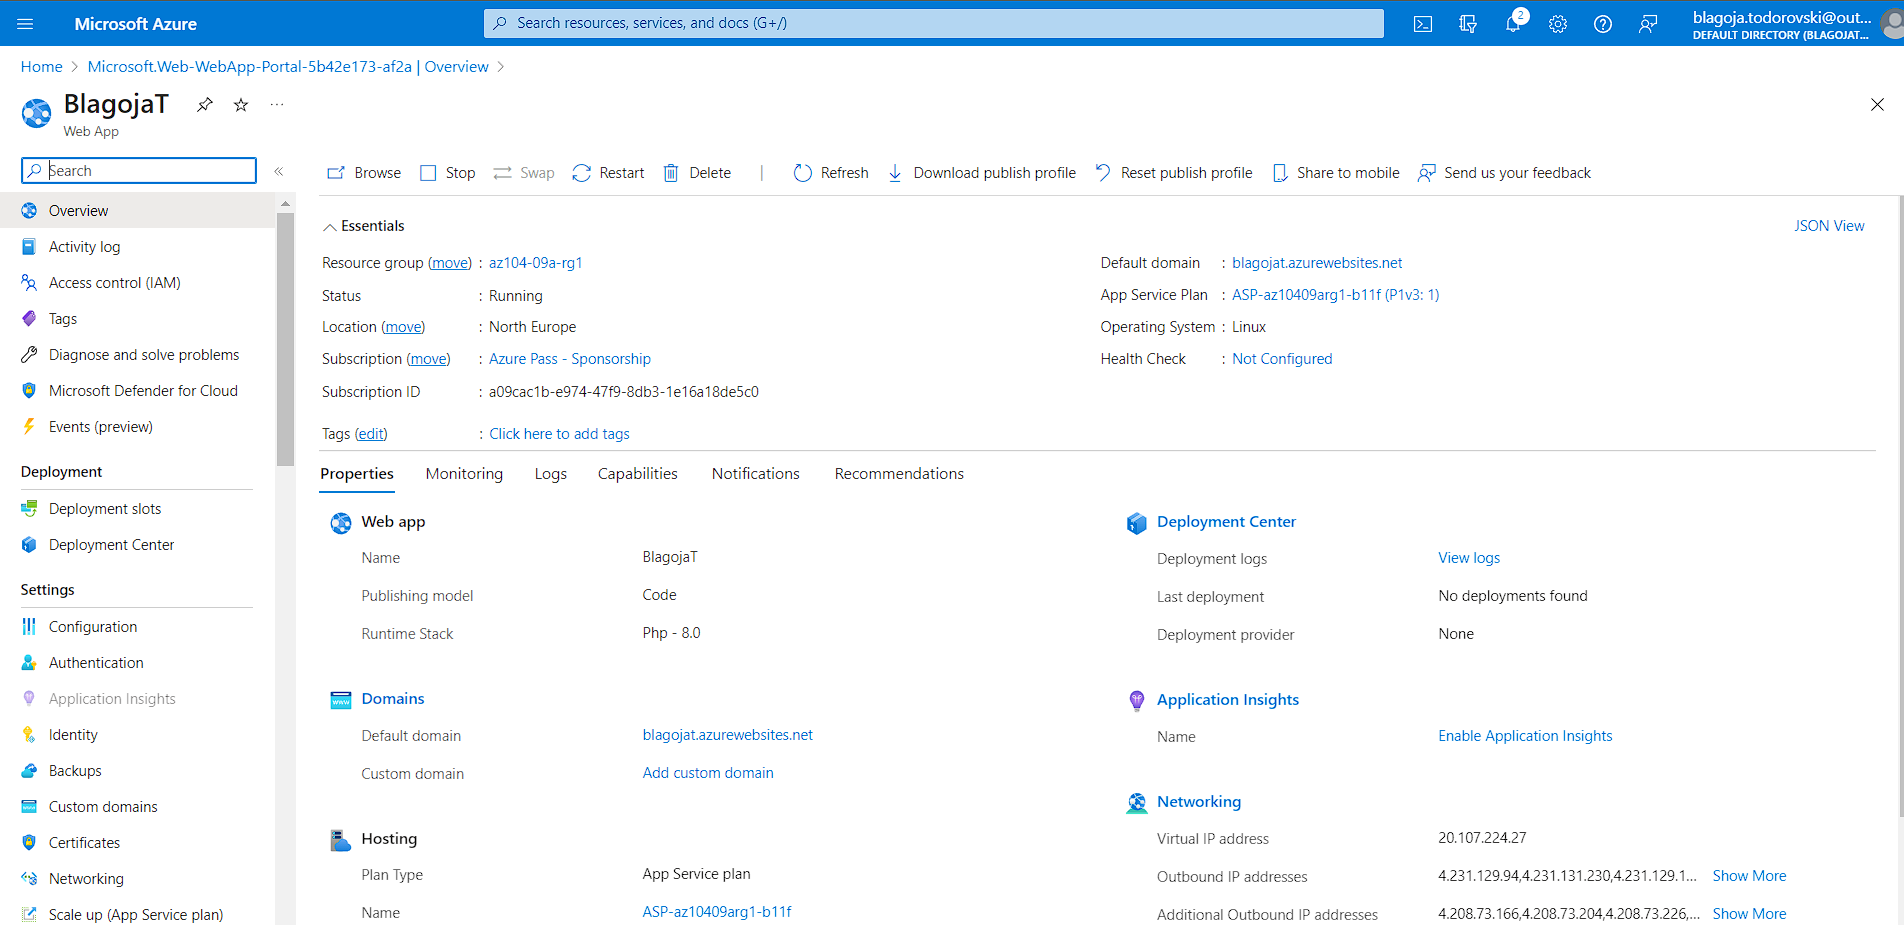 Microsoft Azure
Search resources, services, and docs (G+/)
2
blagoja.todorovski@out...
DEFAULT DIRECTORY (BLAGOJAT...
Home > Microsoft.Web-WebApp-Portal-5b42e173-af2a | Overview >
BlagojaT
Web App
Search
«
Browse
Stop
Swap
Restart
Delete
Refresh
Download publish profile
Reset publish profile
Share to mobile
Send us your feedback
Overview
Activity log
Access control (IAM)
Tags
Diagnose and solve problems
Microsoft Defender for Cloud
Events (preview)
Deployment
Deployment slots
Deployment Center
Settings
Configuration
Authentication
Application Insights
Identity
Backups
Custom domains
Certificates
Networking
Scale up (App Service plan)
Essentials
JSON View
Resource group (move) : az104-09a-rg1
Status : Running
Location (move) : North Europe
Subscription (move) : Azure Pass - Sponsorship
Subscription ID : a09cac1b-e974-47f9-8db3-1e16a18de5c0
Tags (edit) : Click here to add tags
Default domain : blagojat.azurewebsites.net
App Service Plan : ASP-az10409arg1-b11f (P1v3: 1)
Operating System : Linux
Health Check : Not Configured
Properties
Monitoring
Logs
Capabilities
Notifications
Recommendations
Web app
Name BlagojaT
Publishing model Code
Runtime Stack Php - 8.0
Domains
Default domain blagojat.azurewebsites.net
Custom domain Add custom domain
Hosting
Plan Type App Service plan
Name ASP-az10409arg1-b11f
Deployment Center
Deployment logs View logs
Last deployment No deployments found
Deployment provider None
Application Insights
Name Enable Application Insights
Networking
Virtual IP address 20.107.224.27
Outbound IP addresses 4.231.129.94,4.231.131.230,4.231.129.1... Show More
Additional Outbound IP addresses 4.208.73.166,4.208.73.204,4.208.73.226,... Show More